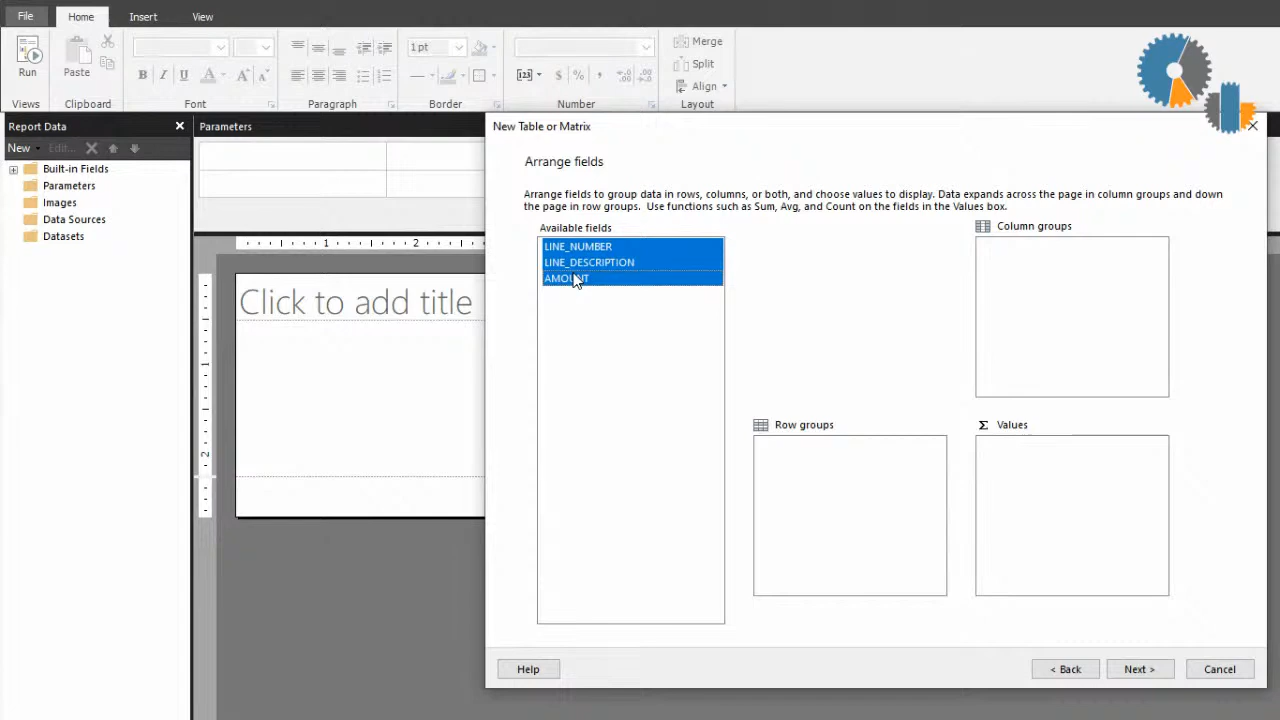 File Home Insert View
1pt Merge
Run Paste B I U A A A [123] $ % Split
Align
Views Clipboard Font Paragraph Border Number Layout
Report Data Parameters New Table or Matrix
New Edit...
Built-in Fields
Parameters
Images
Data Sources
Datasets
1 2
Click to add title
1
2
Arrange fields
Arrange fields to group data in rows, columns, or both, and choose values to display. Data expands across the page in column groups and down
the page in row groups. Use functions such as Sum, Avg, and Count on the fields in the Values box.
Available fields Column groups
LINE_NUMBER
LINE_DESCRIPTION
AMOUNT
Row groups Σ Values
Help < Back Next > Cancel